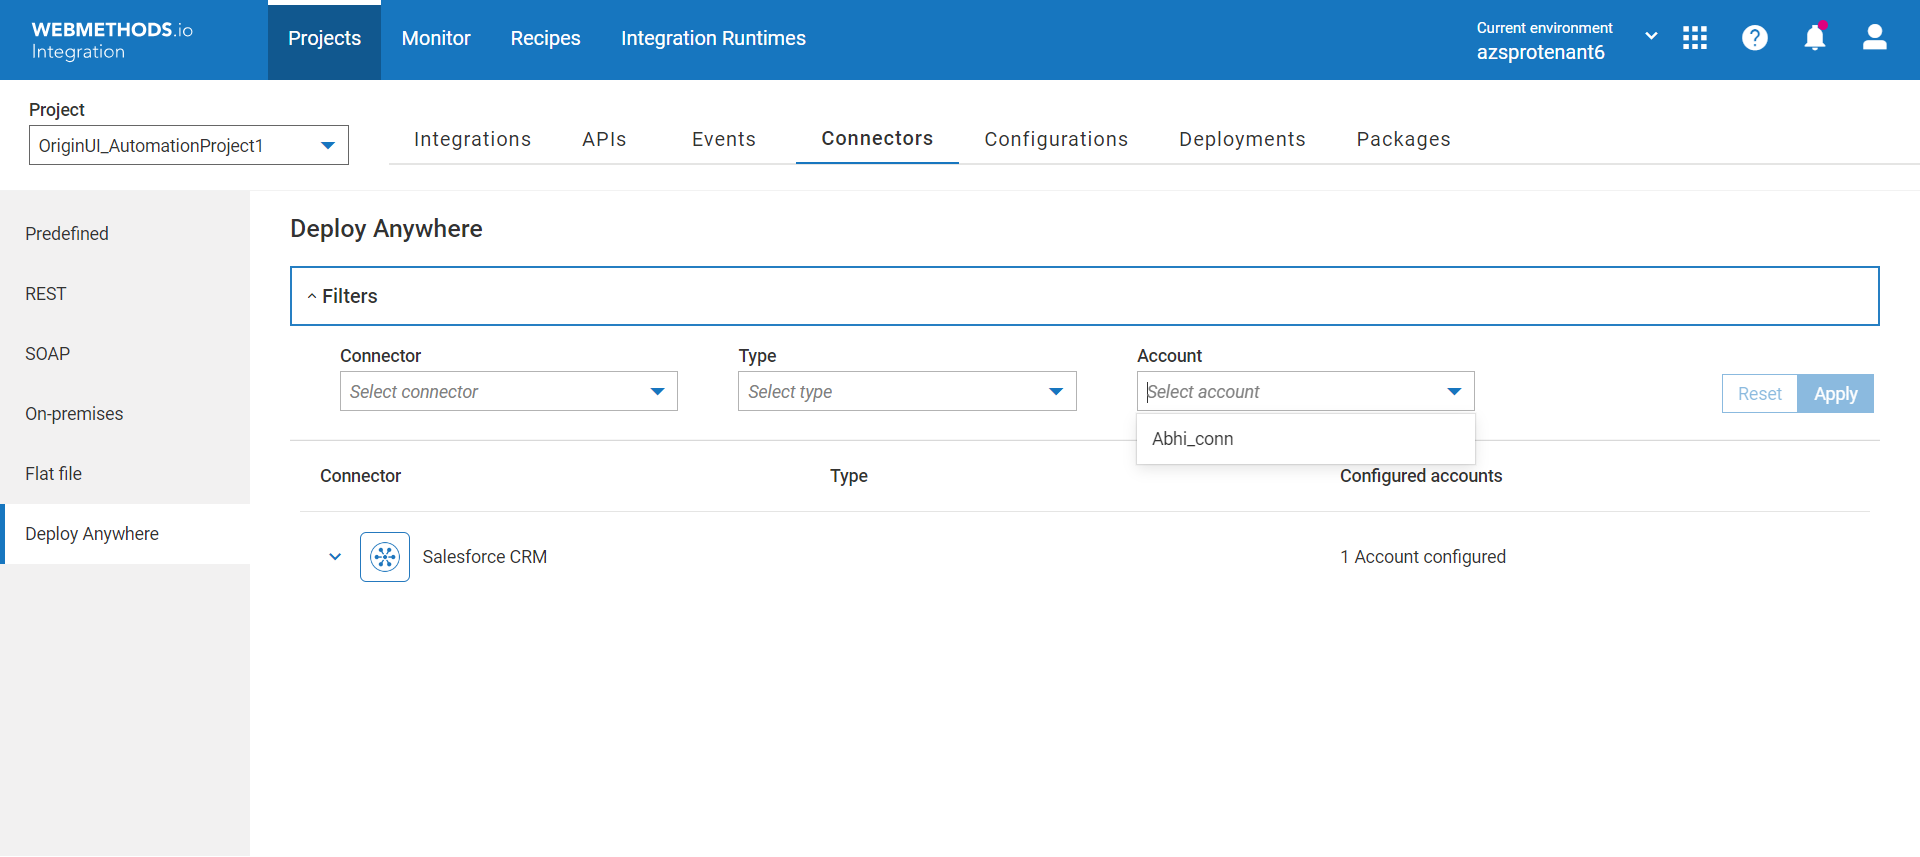 WEBMETHODS.io
Integration
Projects
Monitor
Recipes
Integration Runtimes
Current environment
azsprotenant6
Project
OriginUI_AutomationProject1
Integrations
APIs
Events
Connectors
Configurations
Deployments
Packages
Predefined
REST
SOAP
On-premises
Flat file
Deploy Anywhere
Deploy Anywhere
Filters
Connector
Type
Account
Select connector
Select type
Select account
Reset
Apply
Abhi_conn
Connector
Type
Configured accounts
Salesforce CRM
1 Account configured